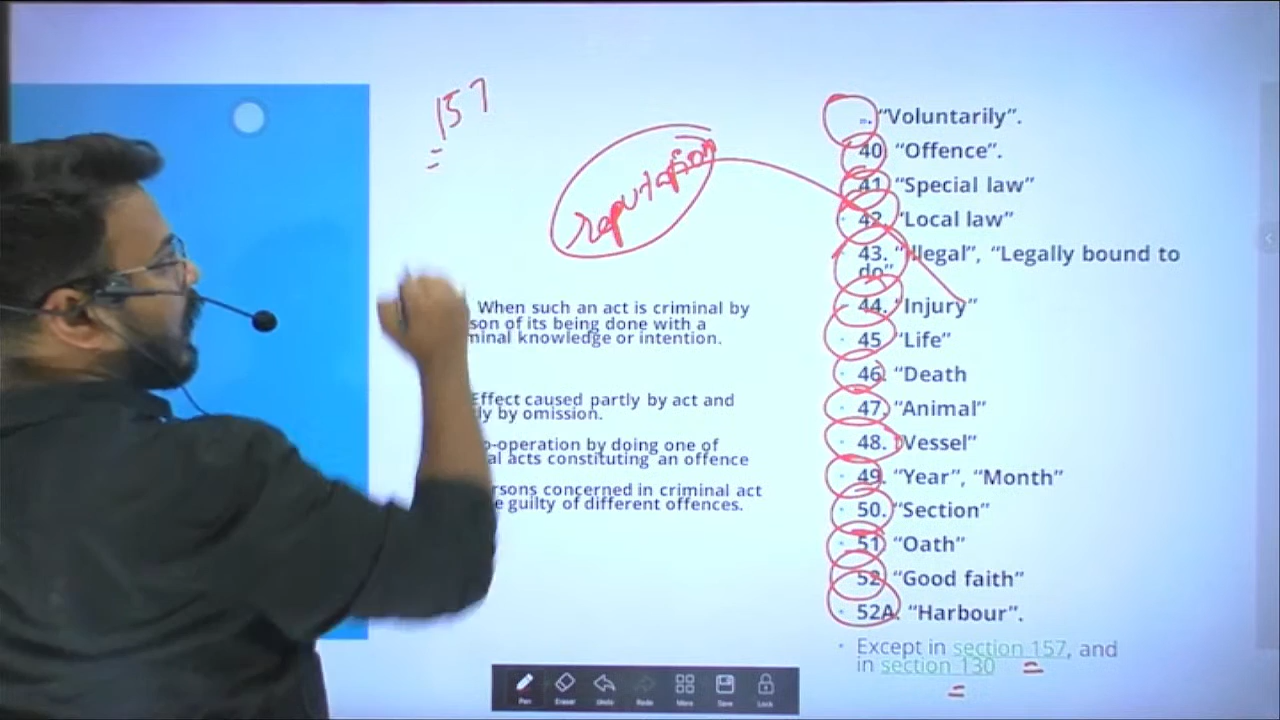 157
reputation
When such an act is criminal by
son of its being done with a
minal knowledge or intention.
Effect caused partly by act and
ly by omission.
o-operation by doing one of
al acts constituting an offence
rsons concerned in criminal act
e guilty of different offences.
. “Voluntarily”.
40 “Offence”.
41 “Special law”
42. “Local law”
43. “Illegal”, “Legally bound to
do”
44. “Injury”
45 “Life”
46. “Death
47. “Animal”
48. “Vessel”
49. “Year”, “Month”
50. “Section”
51 “Oath”
52 “Good faith”
52A. “Harbour”.
Except in section 157, and
in section 130
Pen Eraser Undo Redo More Save Lock